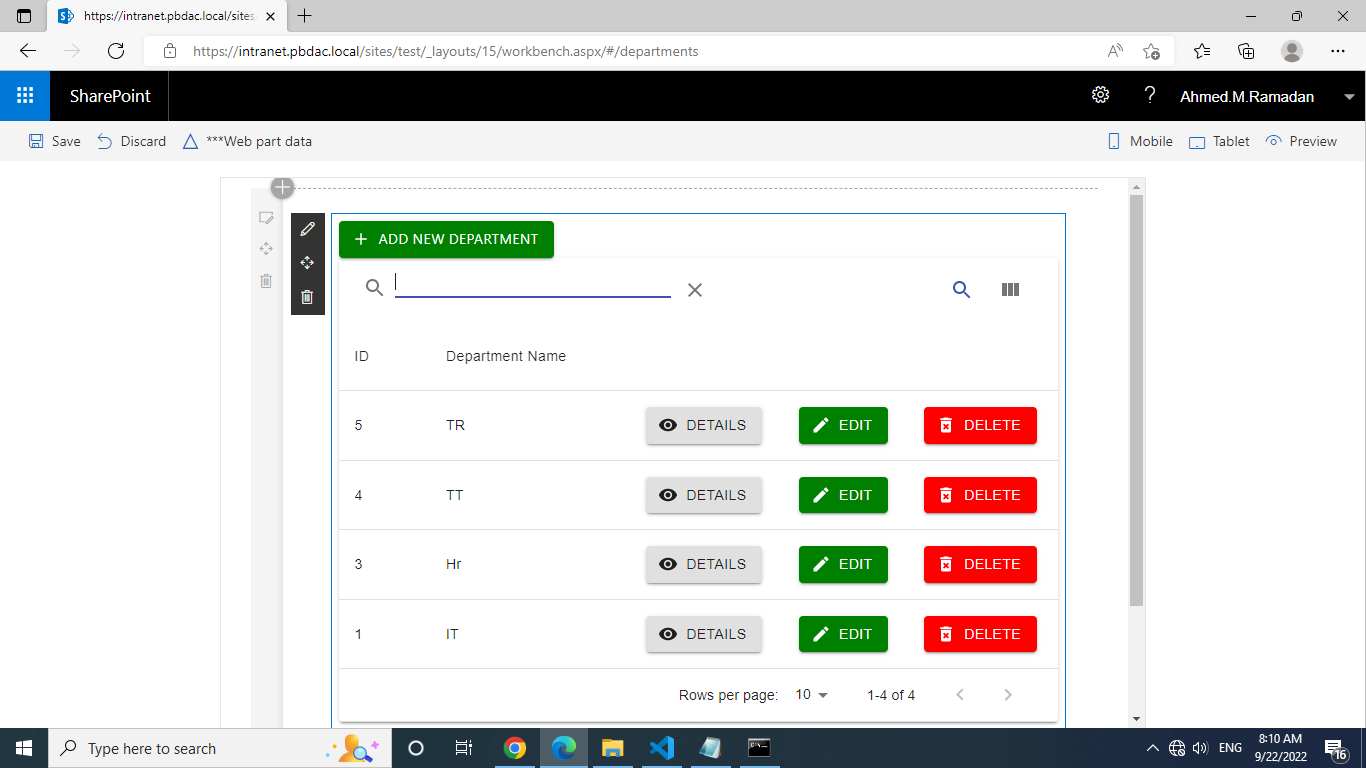 https://intranet.pbdac.local/sites,
https://intranet.pbdac.local/sites/test/_layouts/15/workbench.aspx/#/departments
SharePoint
? Ahmed.M.Ramadan
Save Discard ***Web part data Mobile Tablet Preview
ADD NEW DEPARTMENT
ID Department Name
5 TR DETAILS EDIT DELETE
4 TT DETAILS EDIT DELETE
3 Hr DETAILS EDIT DELETE
1 IT DETAILS EDIT DELETE
Rows per page: 10 1-4 of 4
Type here to search
ENG
8:10 AM
9/22/2022
16